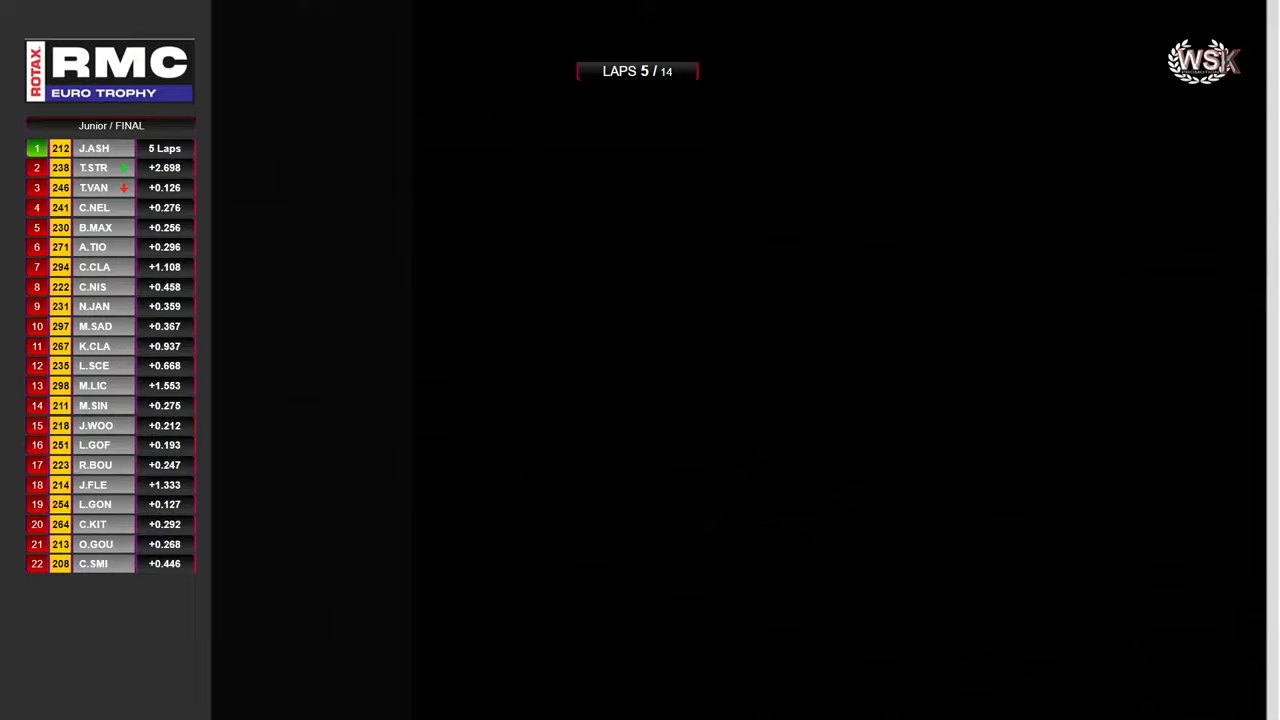 ROTAX RMC
EURO TROPHY
LAPS 5 / 14
WSK
PROMOTION
Junior / FINAL
1 212 J.ASH 5 Laps
2 238 T.STR +2.698
3 246 T.VAN +0.126
4 241 C.NEL +0.276
5 230 B.MAX +0.256
6 271 A.TIO +0.296
7 294 C.CLA +1.108
8 222 C.NIS +0.458
9 231 N.JAN +0.359
10 297 M.SAD +0.367
11 267 K.CLA +0.937
12 235 L.SCE +0.668
13 298 M.LIC +1.553
14 211 M.SIN +0.275
15 218 J.WOO +0.212
16 251 L.GOF +0.193
17 223 R.BOU +0.247
18 214 J.FLE +1.333
19 254 L.GON +0.127
20 264 C.KIT +0.292
21 213 O.GOU +0.268
22 208 C.SMI +0.446